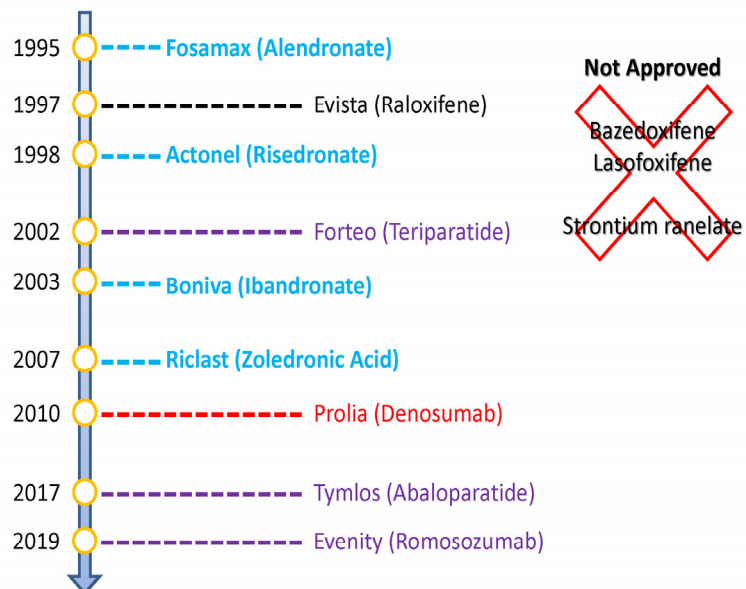 1995 Fosamax (Alendronate)
1997 Evista (Raloxifene)
1998 Actonel (Risedronate)
2002 Forteo (Teriparatide)
2003 Boniva (Ibandronate)
2007 Riclast (Zoledronic Acid)
2010 Prolia (Denosumab)
2017 Tymlos (Abaloparatide)
2019 Evenity (Romosozumab)
Not Approved
Bazedoxifene
Lasofoxifene
Strontium ranelate